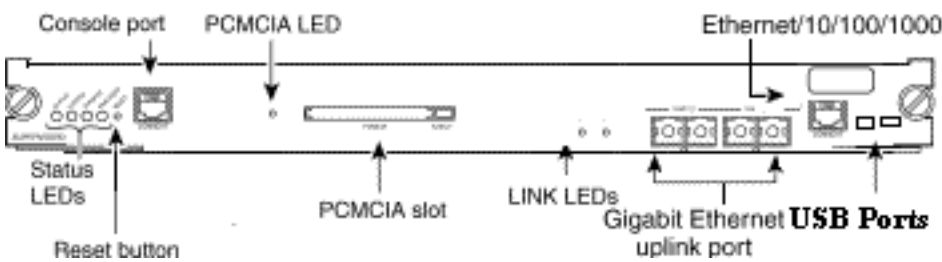 Console port
PCMCIA LED
Ethernet/10/100/1000
Status
LEDs
PCMCIA slot
LINK LEDs
Gigabit Ethernet
uplink port
USB Ports
Reset button